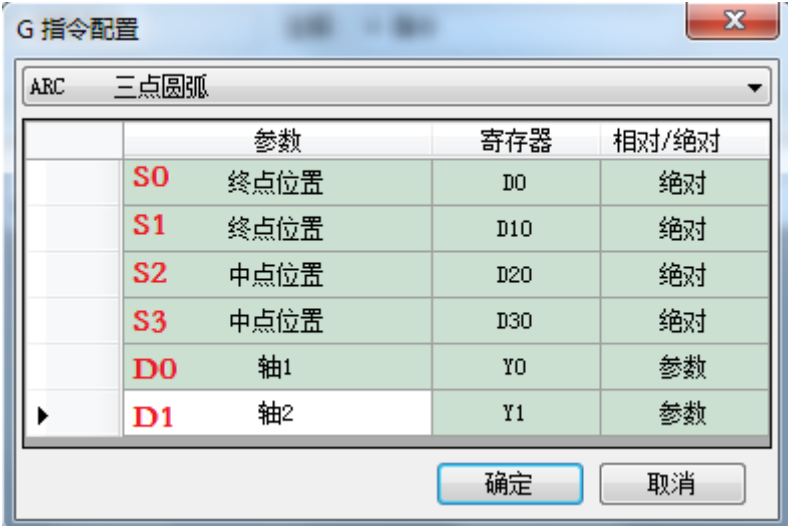 G 指令配置
ARC 三点圆弧
参数 寄存器 相对/绝对
S0 终点位置 D0 绝对
S1 终点位置 D10 绝对
S2 中点位置 D20 绝对
S3 中点位置 D30 绝对
D0 轴1 Y0 参数
D1 轴2 Y1 参数
确定 取消